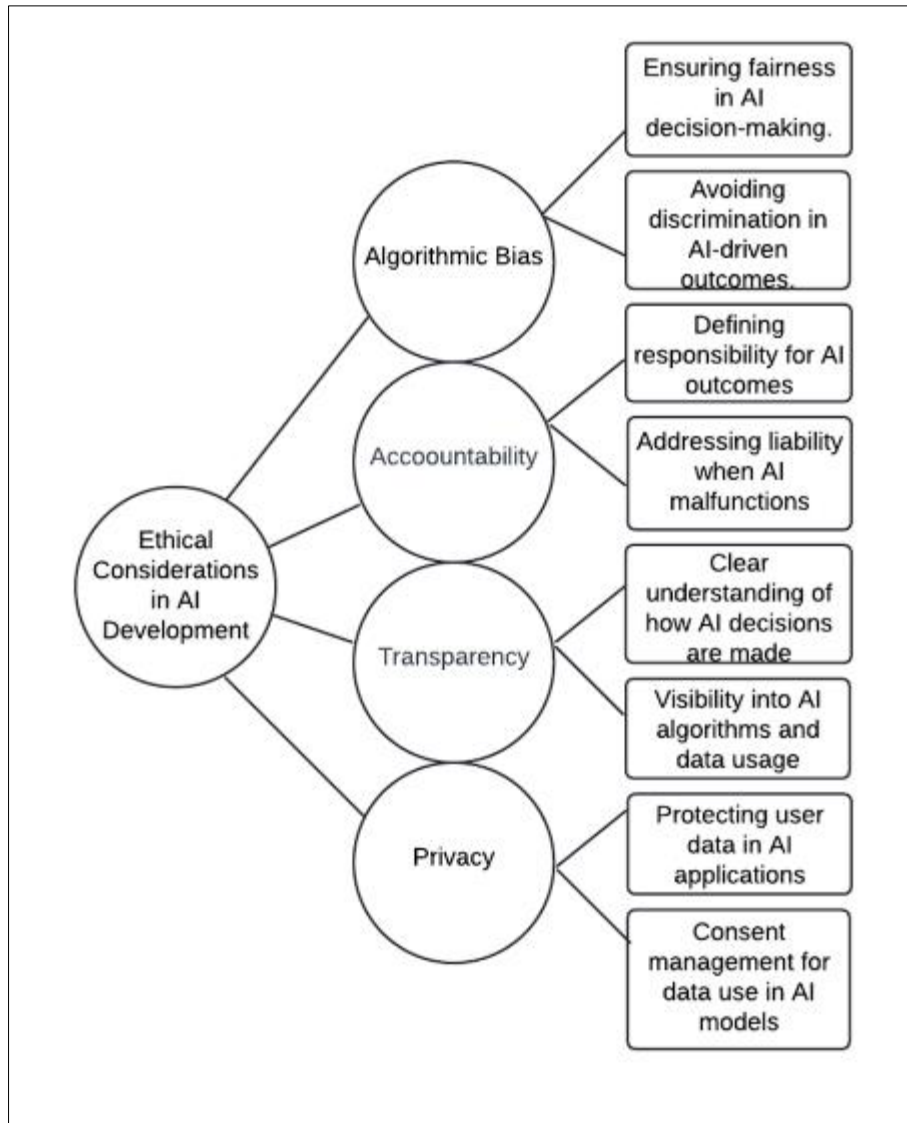 Ensuring fairness
in AI
decision-making.
Avoiding
discrimination in
AI-driven
outcomes.
Algorithmic Bias
Defining
responsibility for AI
outcomes
Addressing liability
when AI
malfunctions
Accoountability
Ethical
Considerations
in AI
Development
Clear
understanding of
how AI decisions
are made
Visibility into AI
algorithms and
data usage
Transparency
Protecting user
data in AI
applications
Consent
management for
data use in AI
models
Privacy